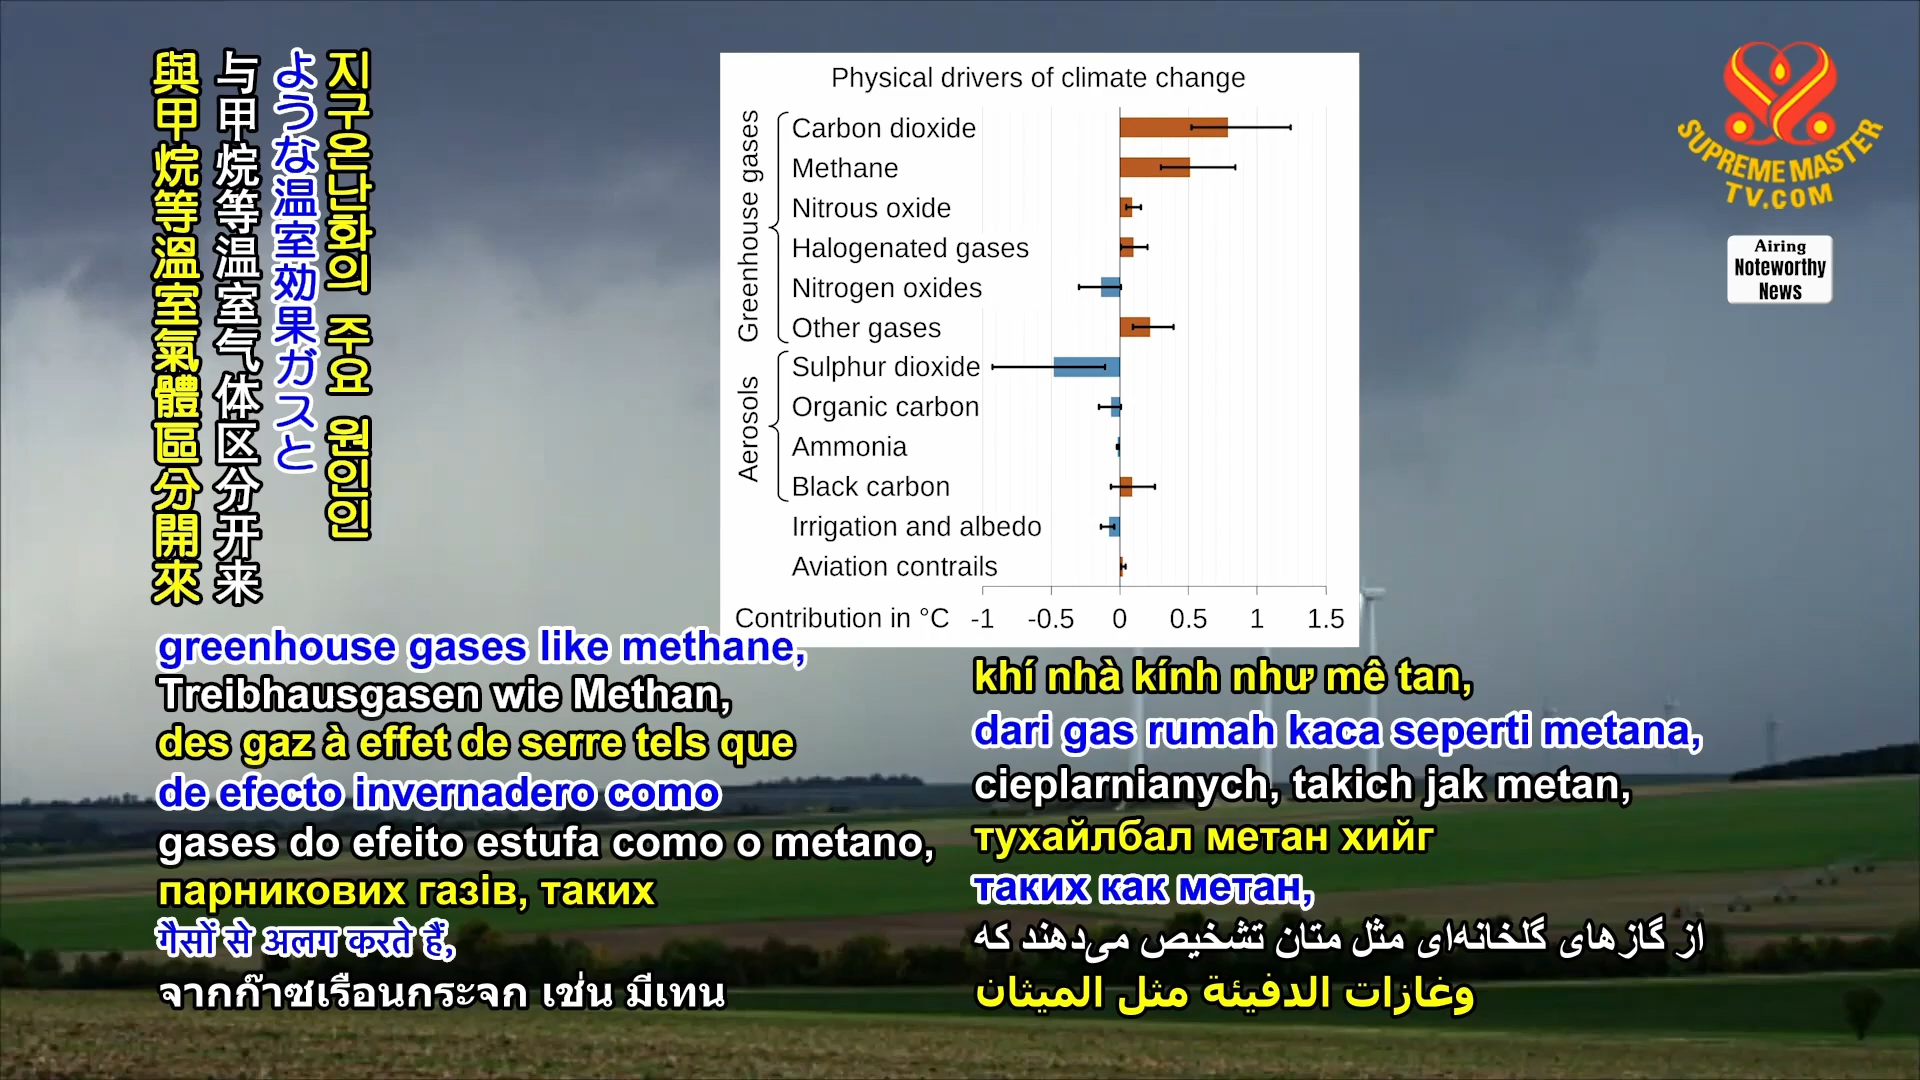 與甲烷等溫室氣體區分開來
与甲烷等温室气体区分开来
ような温室効果ガスと
지구온난화의 주요 원인인
Physical drivers of climate change
Greenhouse gases
Carbon dioxide
Methane
Nitrous oxide
Halogenated gases
Nitrogen oxides
Other gases
Aerosols
Sulphur dioxide
Organic carbon
Ammonia
Black carbon
Irrigation and albedo
Aviation contrails
Contribution in °C -1 -0.5 0 0.5 1 1.5
SUPREME MASTER
TV.COM
Airing
Noteworthy
News
greenhouse gases like methane,
Treibhausgasen wie Methan,
des gaz à effet de serre tels que
de efecto invernadero como
gases do efeito estufa como o metano,
парникових газів, таких
गैसों से अलग करते हैं,
จากก๊าซเรือนกระจก เช่น มีเทน
khí nhà kính như mê tan,
dari gas rumah kaca seperti metana,
cieplarnianych, takich jak metan,
тухайлбал метан хийг
таких как метан,
از گازهای گلخانه‌ای مثل متان تشخیص می‌دهند که
وغازات الدفيئة مثل الميثان